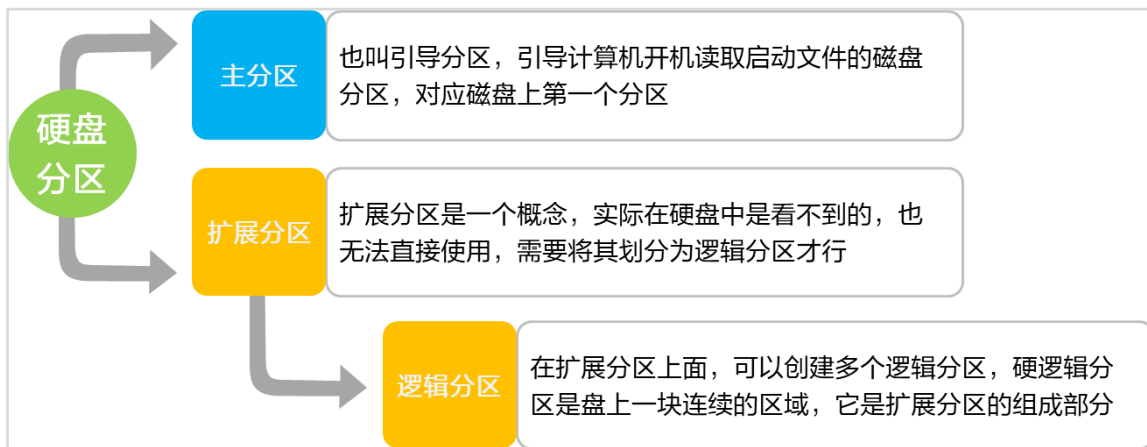 硬盘
分区
主分区
也叫引导分区，引导计算机开机读取启动文件的磁盘
分区，对应磁盘上第一个分区
扩展分区
扩展分区是一个概念，实际在硬盘中是看不到的，也
无法直接使用，需要将其划分为逻辑分区才行
逻辑分区
在扩展分区上面，可以创建多个逻辑分区，硬逻辑分
区是盘上一块连续的区域，它是扩展分区的组成部分